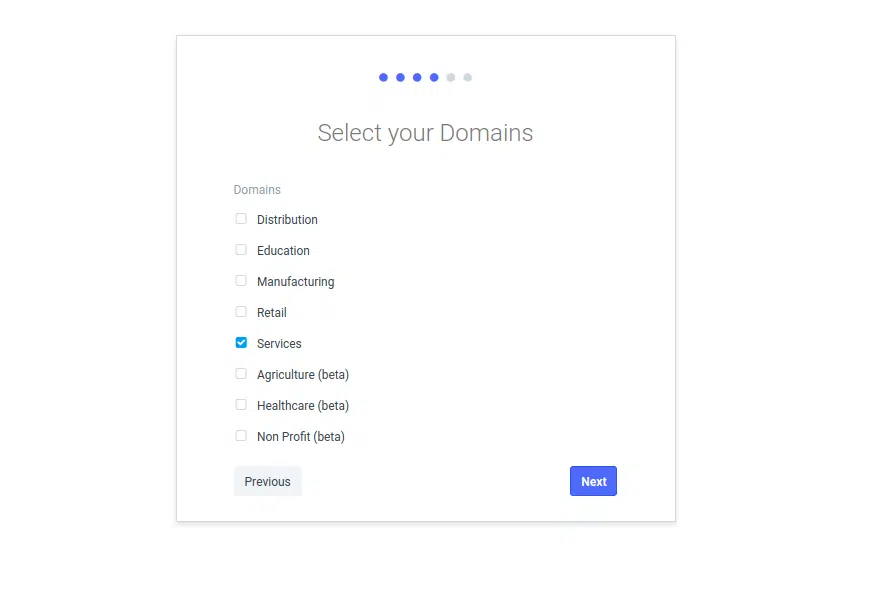 Select your Domains
Domains
Distribution
Education
Manufacturing
Retail
Services
Agriculture (beta)
Healthcare (beta)
Non Profit (beta)
Previous
Next